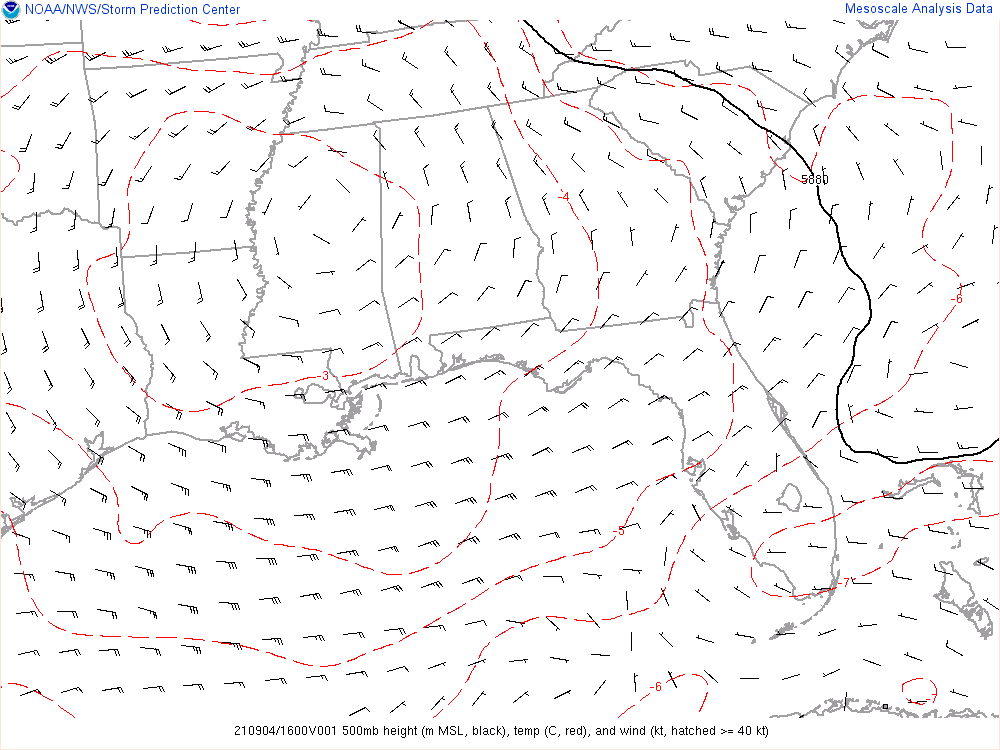 NOAA/NWS/Storm Prediction Center
Mesoscale Analysis Data
5880
-4
-6
-3
-5
-7
-6
210904/1600V001 500mb height (m MSL, black), temp (C, red), and wind (kt, hatched >= 40 kt)